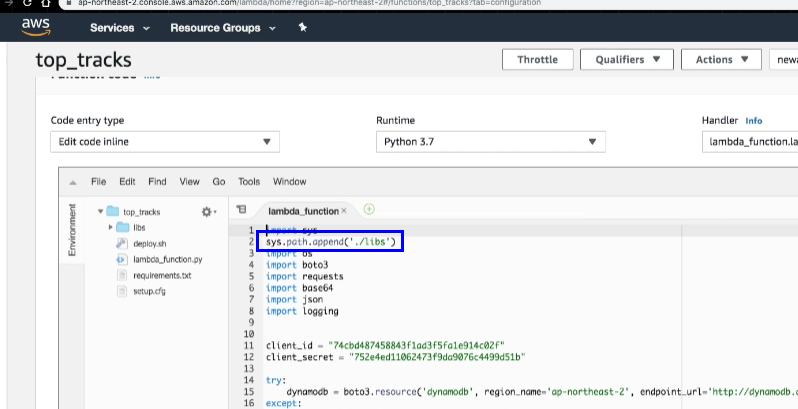 ap-northeast-2.console.aws.amazon.com/lambda/home?region=ap-northeast-2#/functions/top_tracks?tab=configuration
aws
Services
Resource Groups
top_tracks
Throttle
Qualifiers
Actions
Function code Info
Code entry type
Edit code inline
Runtime
Python 3.7
Handler Info
lambda_function.la
File Edit Find View Go Tools Window
Environment
top_tracks
libs
deploy.sh
lambda_function.py
requirements.txt
setup.cfg
lambda_function
1 import sys
2 sys.path.append('./libs')
3 import os
4 import boto3
5 import requests
6 import base64
7 import json
8 import logging
9
10
11 client_id = "74cbd487458843f1ad3f5fa1e914c02f"
12 client_secret = "752e4ed11062473f9da9076c4499d51b"
13
14 try:
15 dynamodb = boto3.resource('dynamodb', region_name='ap-northeast-2', endpoint_url='http://dynamodb.
16 except: